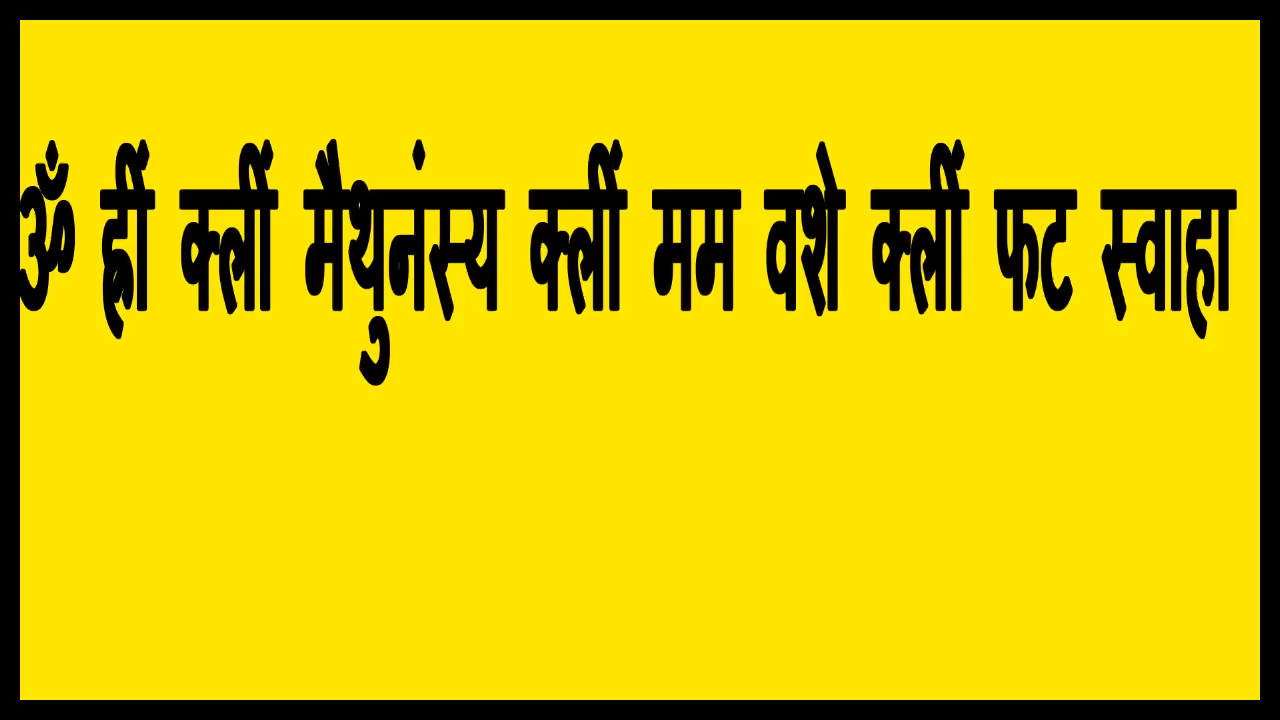 ॐ ह्रीं क्लीं मैथुनंस्य क्लीं मम वशे क्लीं फट स्वाहा